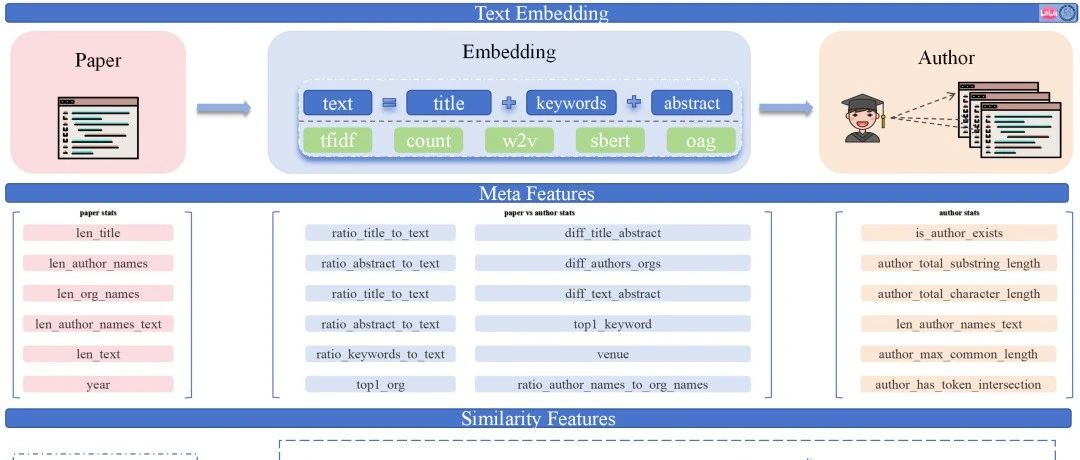 Text Embedding
Paper
Embedding
Author
text = title + keywords + abstract
tfidf count w2v sbert oag
Meta Features
paper stats
len_title
len_author_names
len_org_names
len_author_names_text
len_text
year
paper vs author stats
ratio_title_to_text diff_title_abstract
ratio_abstract_to_text diff_authors_orgs
ratio_title_to_text diff_text_abstract
ratio_abstract_to_text top1_keyword
ratio_keywords_to_text venue
top1_org ratio_author_names_to_org_names
author stats
is_author_exists
author_total_substring_length
author_total_character_length
len_author_names_text
author_max_common_length
author_has_token_intersection
Similarity Features